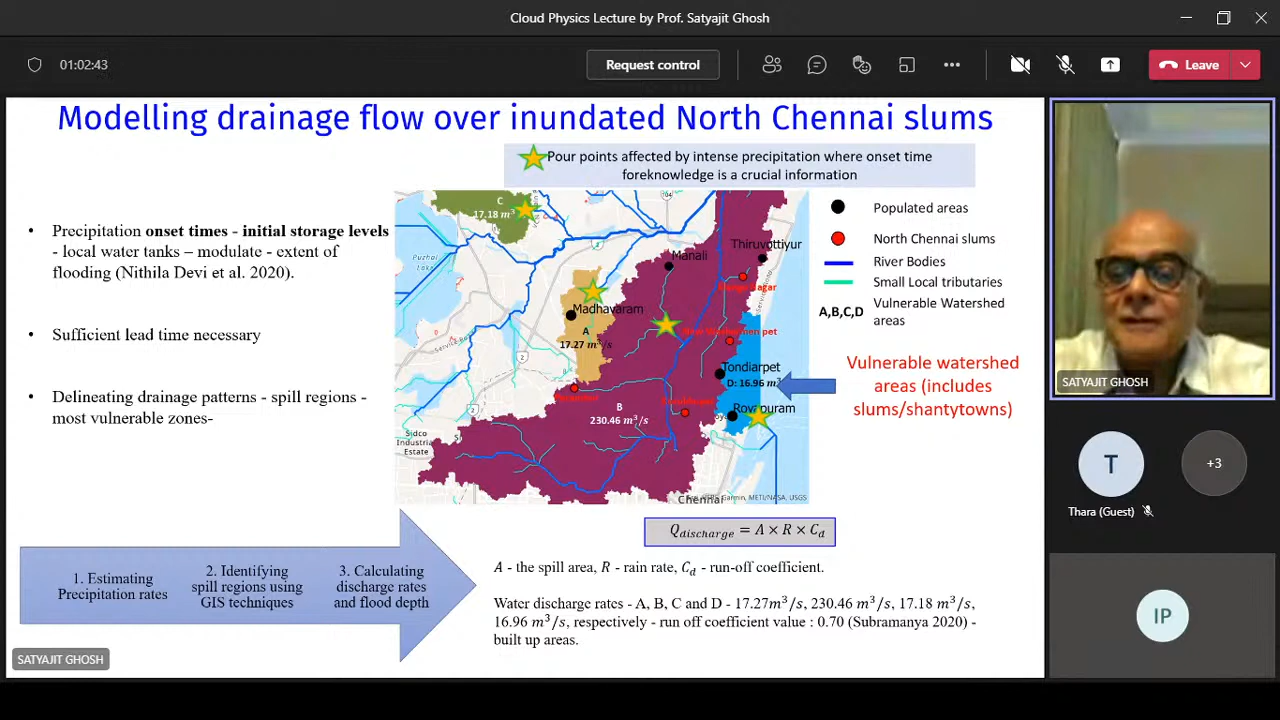 Cloud Physics Lecture by Prof. Satyajit Ghosh
01:02:43
Request control
Leave
Modelling drainage flow over inundated North Chennai slums
Pour points affected by intense precipitation where onset time
foreknowledge is a crucial information
• Precipitation onset times - initial storage levels
- local water tanks – modulate - extent of
flooding (Nithila Devi et al. 2020).
• Sufficient lead time necessary
• Delineating drainage patterns - spill regions -
most vulnerable zones-
C
17.18 m³
Puzhal
Lake
Manali
Thiruvottiyur
Madhavaram
A
17.27 m³/s
Tondiarpet
D: 16.96 m³
B
230.46 m³/s
Sidco
Industrial
Estate
Chennai
Garmin, METI/NASA, USGS
Populated areas
North Chennai slums
River Bodies
Small Local tributaries
A,B,C,D Vulnerable Watershed
areas
Vulnerable watershed
areas (includes
slums/shantytowns)
1. Estimating
Precipitation rates
2. Identifying
spill regions using
GIS techniques
3. Calculating
discharge rates
and flood depth
Q discharge = A × R × C d
A - the spill area, R - rain rate, C d - run-off coefficient.
Water discharge rates - A, B, C and D - 17.27m³/s, 230.46 m³/s, 17.18 m³/s,
16.96 m³/s, respectively - run off coefficient value : 0.70 (Subramanya 2020) -
built up areas.
SATYAJIT GHOSH
SATYAJIT GHOSH
T
+3
Thara (Guest)
IP